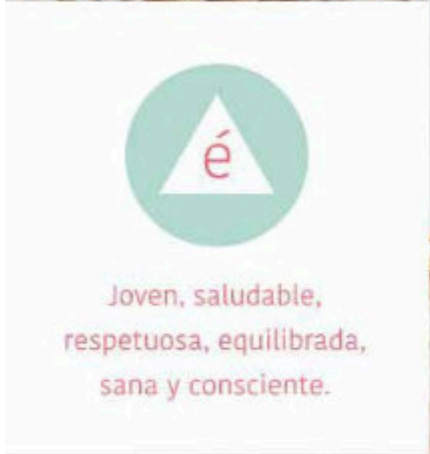 é
Joven, saludable,
respetuosa, equilibrada,
sana y consciente.